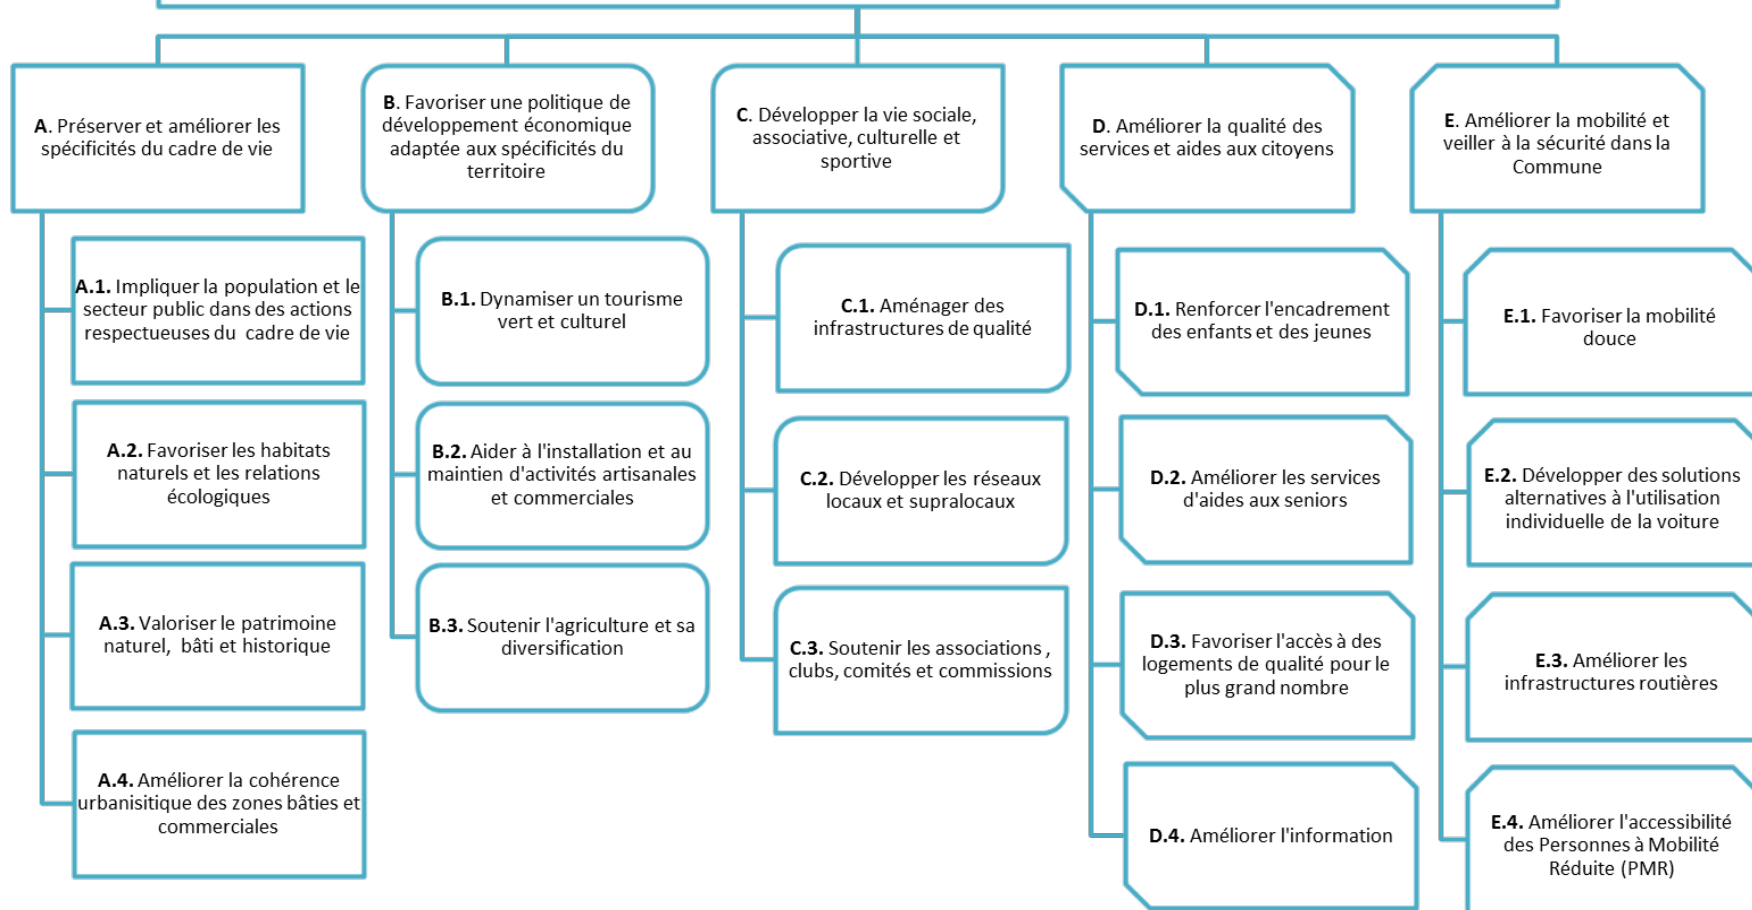 A. Préserver et améliorer les
spécificités du cadre de vie
B. Favoriser une politique de
développement économique
adaptée aux spécificités du
territoire
C. Développer la vie sociale,
associative, culturelle et
sportive
D. Améliorer la qualité des
services et aides aux citoyens
E. Améliorer la mobilité et
veiller à la sécurité dans la
Commune
A.1. Impliquer la population et le
secteur public dans des actions
respectueuses du cadre de vie
A.2. Favoriser les habitats
naturels et les relations
écologiques
A.3. Valoriser le patrimoine
naturel, bâti et historique
A.4. Améliorer la cohérence
urbanisitique des zones bâties et
commerciales
B.1. Dynamiser un tourisme
vert et culturel
B.2. Aider à l'installation et au
maintien d'activités artisanales
et commerciales
B.3. Soutenir l'agriculture et sa
diversification
C.1. Aménager des
infrastructures de qualité
C.2. Développer les réseaux
locaux et supralocaux
C.3. Soutenir les associations ,
clubs, comités et commissions
D.1. Renforcer l'encadrement
des enfants et des jeunes
D.2. Améliorer les services
d'aides aux seniors
D.3. Favoriser l'accès à des
logements de qualité pour le
plus grand nombre
D.4. Améliorer l'information
E.1. Favoriser la mobilité
douce
E.2. Développer des solutions
alternatives à l'utilisation
individuelle de la voiture
E.3. Améliorer les
infrastructures routières
E.4. Améliorer l'accessibilité
des Personnes à Mobilité
Réduite (PMR)